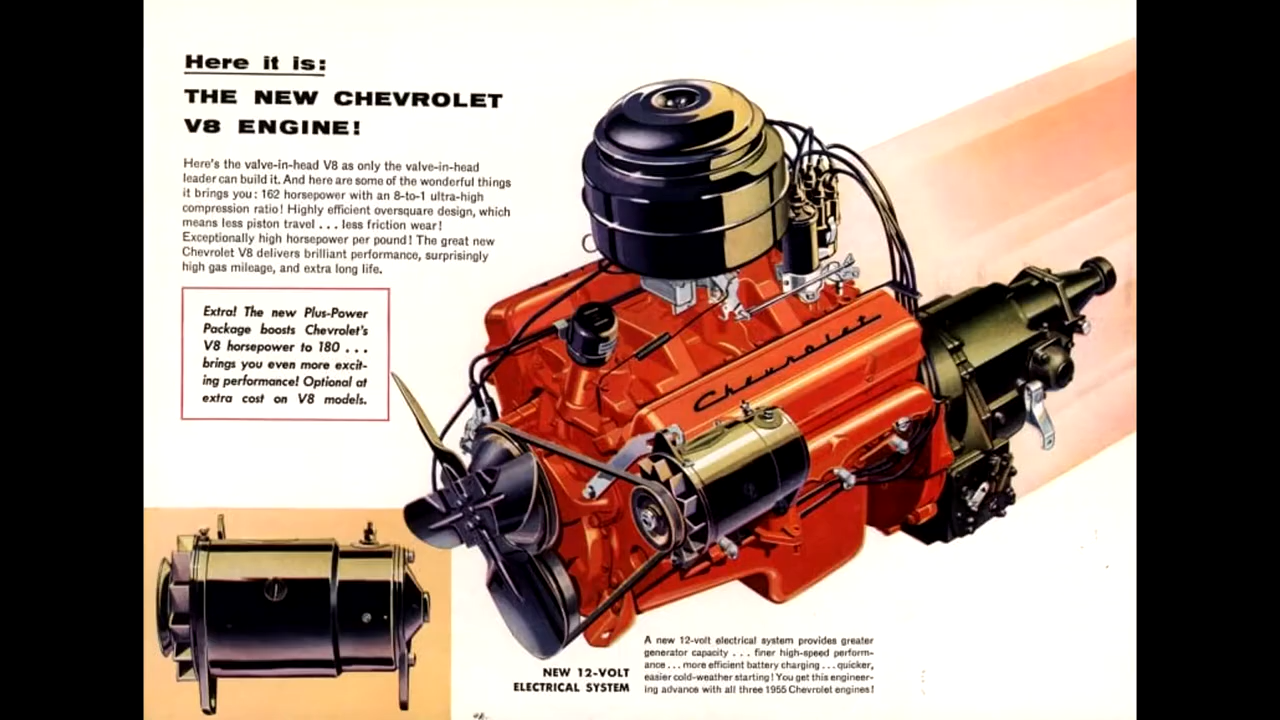 Here it is:
THE NEW CHEVROLET
V8 ENGINE!
Here's the valve-in-head V8 as only the valve-in-head
leader can build it. And here are some of the wonderful things
it brings you: 162 horsepower with an 8-to-1 ultra-high
compression ratio! Highly efficient oversquare design, which
means less piston travel . . . less friction wear!
Exceptionally high horsepower per pound! The great new
Chevrolet V8 delivers brilliant performance, surprisingly
high gas mileage, and extra long life.
Extra! The new Plus-Power
Package boosts Chevrolet's
V8 horsepower to 180 . . .
brings you even more excit-
ing performance! Optional at
extra cost on V8 models.
Chevrolet
NEW 12-VOLT
ELECTRICAL SYSTEM
A new 12-volt electrical system provides greater
generator capacity . . . finer high-speed perform-
ance . . . more efficient battery charging . . . quicker,
easier cold-weather starting! You get this engineer-
ing advance with all three 1955 Chevrolet engines!